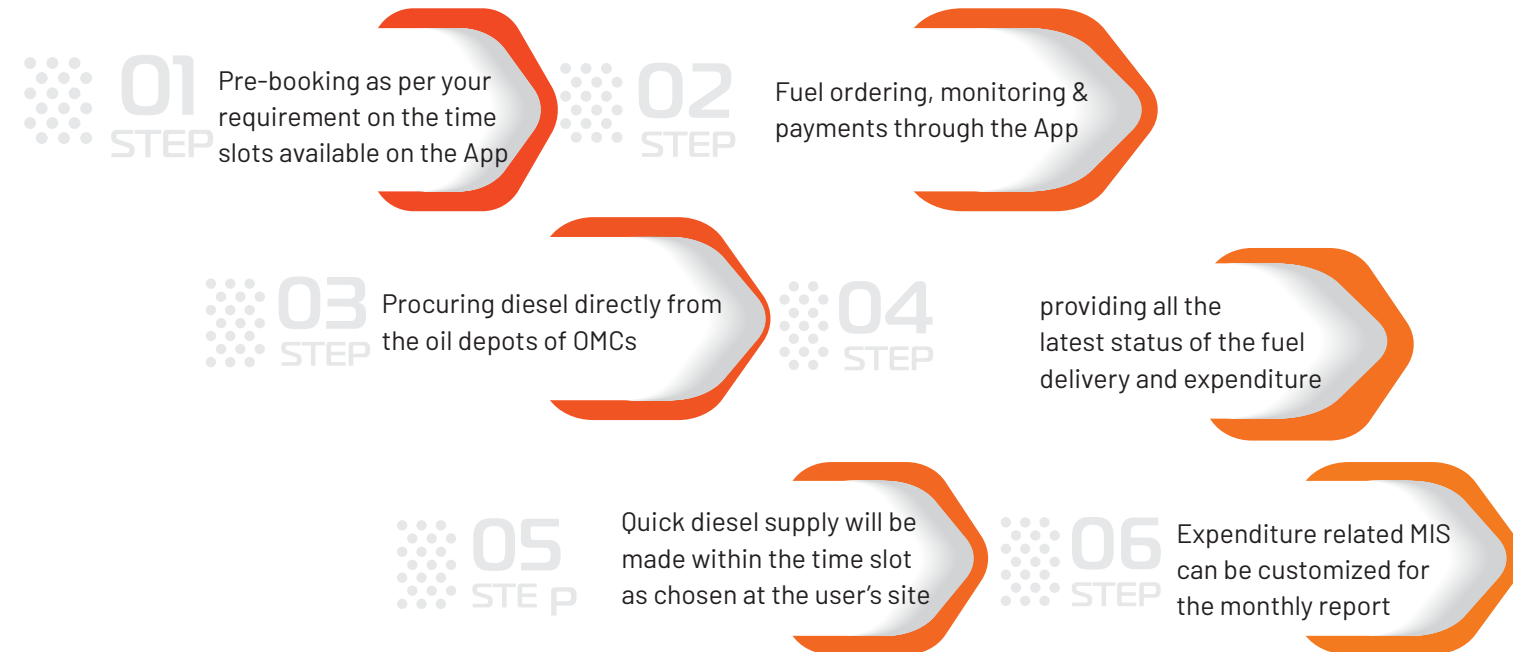 01
STEP
Pre-booking as per your
requirement on the time
slots available on the App
02
STEP
Fuel ordering, monitoring &
payments through the App
03
STEP
Procuring diesel directly from
the oil depots of OMCs
04
STEP
providing all the
latest status of the fuel
delivery and expenditure
05
STE p
Quick diesel supply will be
made within the time slot
as chosen at the user’s site
06
STEP
Expenditure related MIS
can be customized for
the monthly report